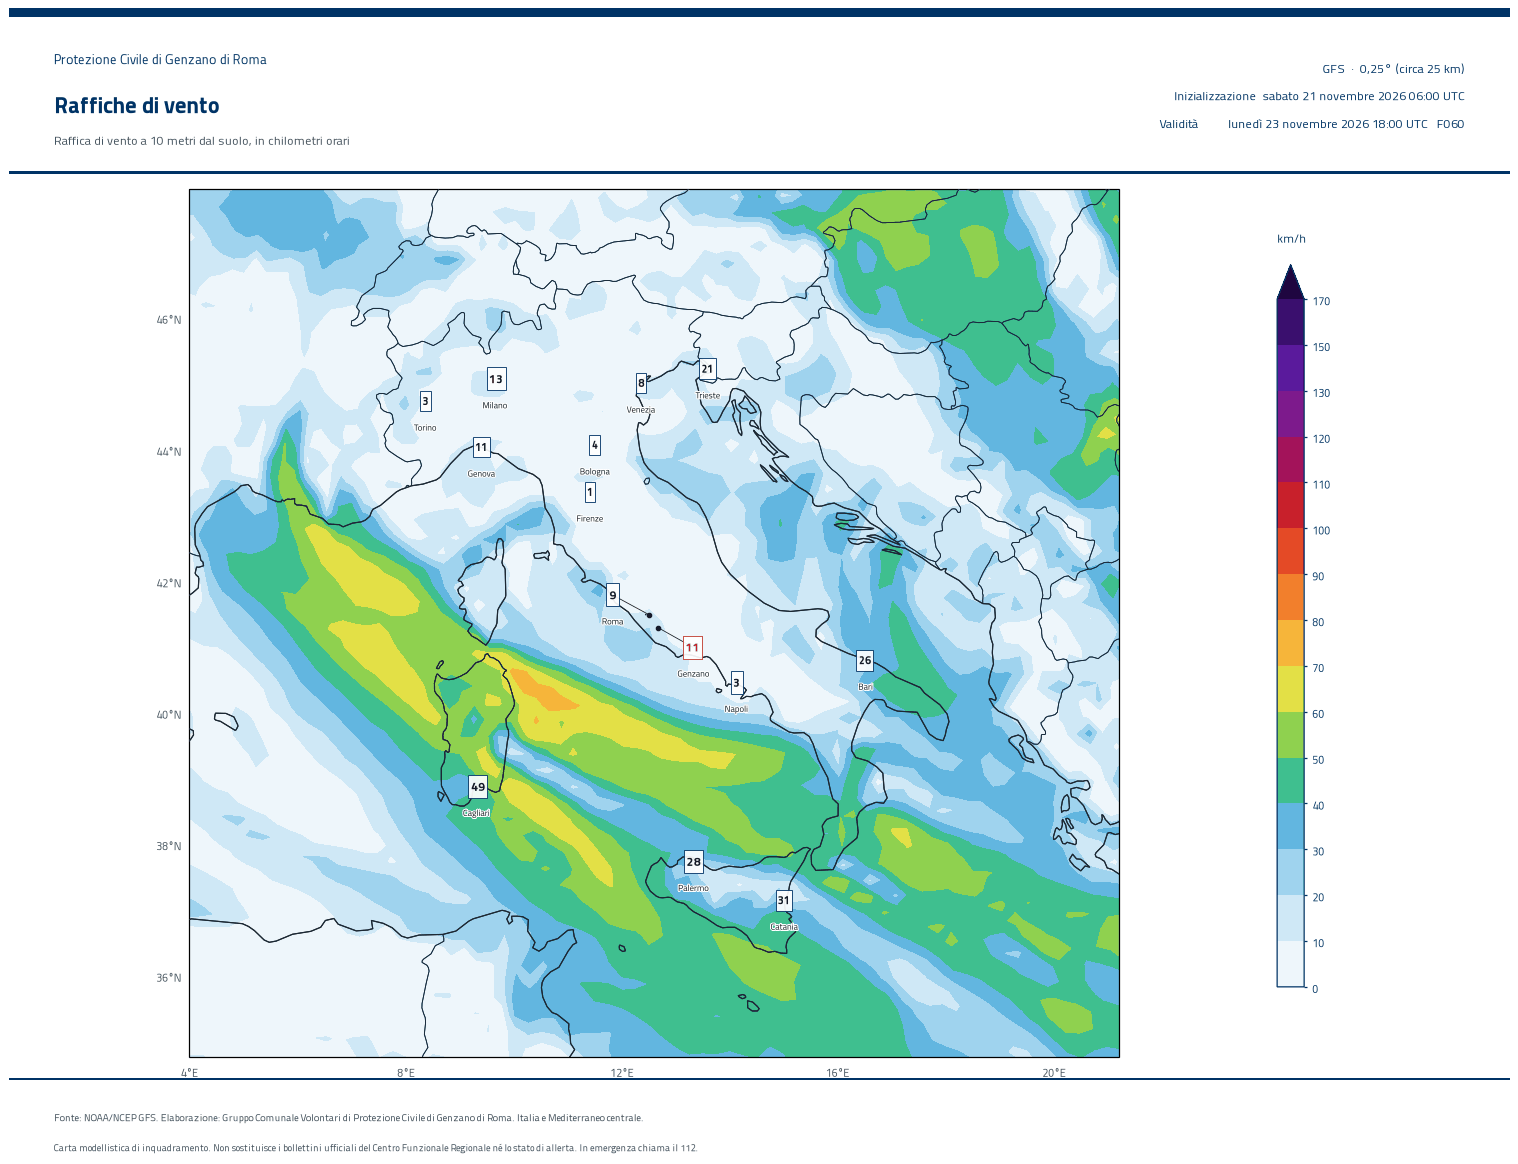 Protezione Civile di Genzano di Roma
Raffiche di vento
Raffica di vento a 10 metri dal suolo, in chilometri orari
GFS · 0,25° (circa 25 km)
Inizializzazione sabato 21 novembre 2026 06:00 UTC
Validità lunedì 23 novembre 2026 18:00 UTC F060
km/h
170
150
130
120
110
100
90
80
70
60
50
40
30
20
10
0
46°N
44°N
42°N
40°N
38°N
36°N
4°E
8°E
12°E
16°E
20°E
13
Milano
3
Torino
11
Genova
8
Venezia
21
Trieste
4
Bologna
1
Firenze
9
Roma
11
Genzano
3
Napoli
26
Bari
49
Cagliari
28
Palermo
31
Catania
Fonte: NOAA/NCEP GFS. Elaborazione: Gruppo Comunale Volontari di Protezione Civile di Genzano di Roma. Italia e Mediterraneo centrale.
Carta modellistica di inquadramento. Non sostituisce i bollettini ufficiali del Centro Funzionale Regionale né lo stato di allerta. In emergenza chiama il 112.